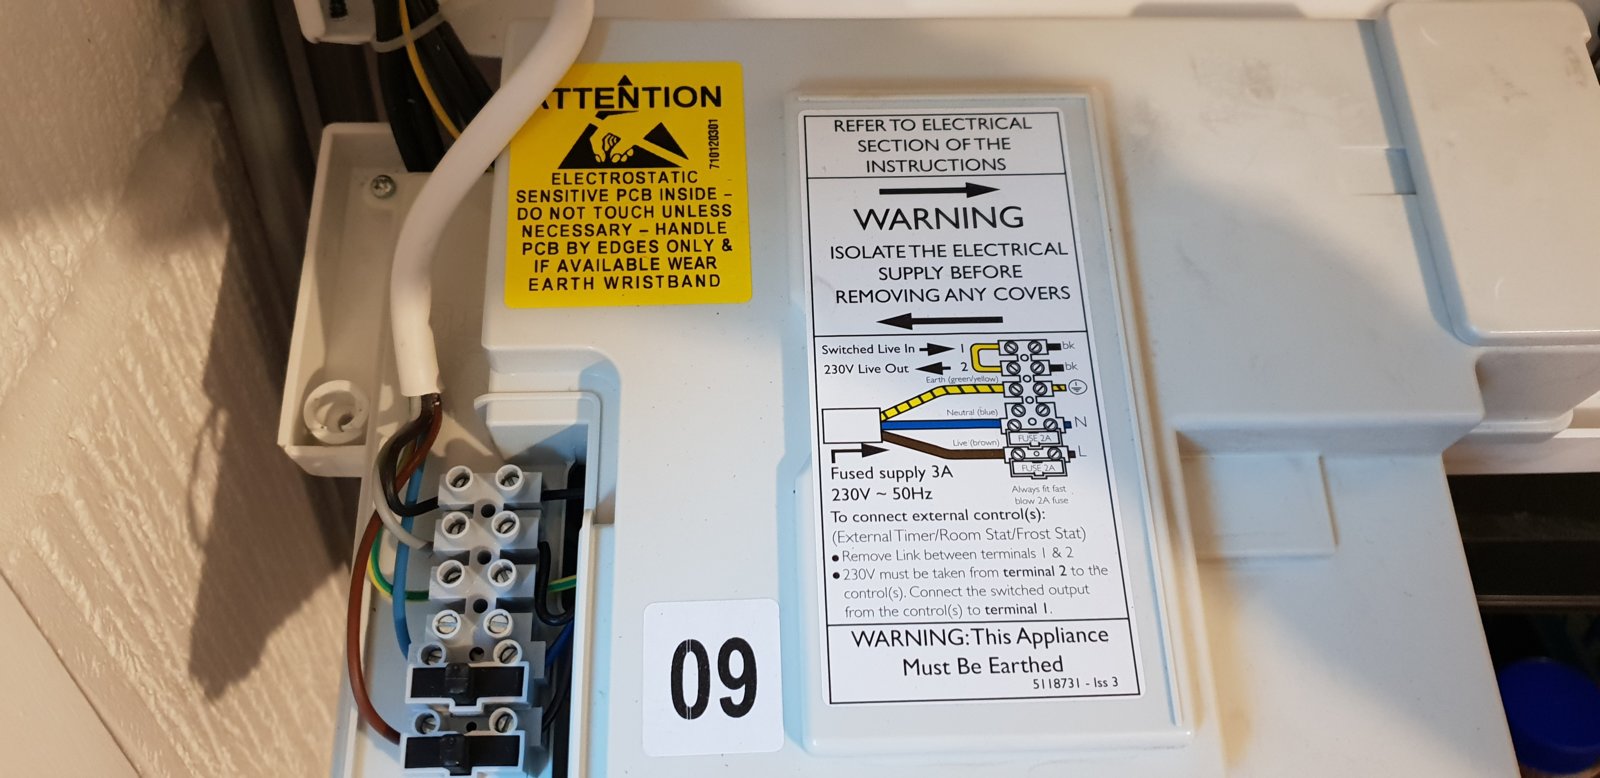 ATTENTION
710120301
ELECTROSTATIC
SENSITIVE PCB INSIDE –
DO NOT TOUCH UNLESS
NECESSARY – HANDLE
PCB BY EDGES ONLY &
IF AVAILABLE WEAR
EARTH WRISTBAND
09
REFER TO ELECTRICAL
SECTION OF THE
INSTRUCTIONS
WARNING
ISOLATE THE ELECTRICAL
SUPPLY BEFORE
REMOVING ANY COVERS
Switched Live In 1 bk
230V Live Out 2 bk
Earth (green/yellow)
Neutral (blue) N
FUSE 2A
Live (brown) L
FUSE 2A
Fused supply 3A
230V ~ 50Hz
Always fit fast
blow 2A fuse
To connect external control(s):
(External Timer/Room Stat/Frost Stat)
• Remove Link between terminals 1 & 2
• 230V must be taken from terminal 2 to the
control(s). Connect the switched output
from the control(s) to terminal 1.
WARNING: This Appliance
Must Be Earthed
5118731 - Iss 3